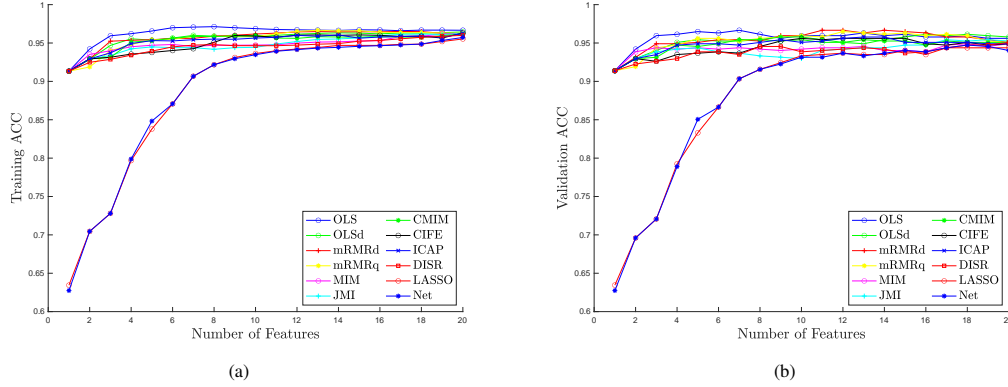 1
0.95
0.9
0.85
0.8
0.75
0.7
0.65
0.6
0 2 4 6 8 10 12 14 16 18 20
Training ACC
Number of Features
OLS CMIM
OLSd CIFE
mRMRd ICAP
mRMRq DISR
MIM LASSO
JMI Net
(a)
1
0.95
0.9
0.85
0.8
0.75
0.7
0.65
0.6
0 2 4 6 8 10 12 14 16 18 20
Validation ACC
Number of Features
OLS CMIM
OLSd CIFE
mRMRd ICAP
mRMRq DISR
MIM LASSO
JMI Net
(b)